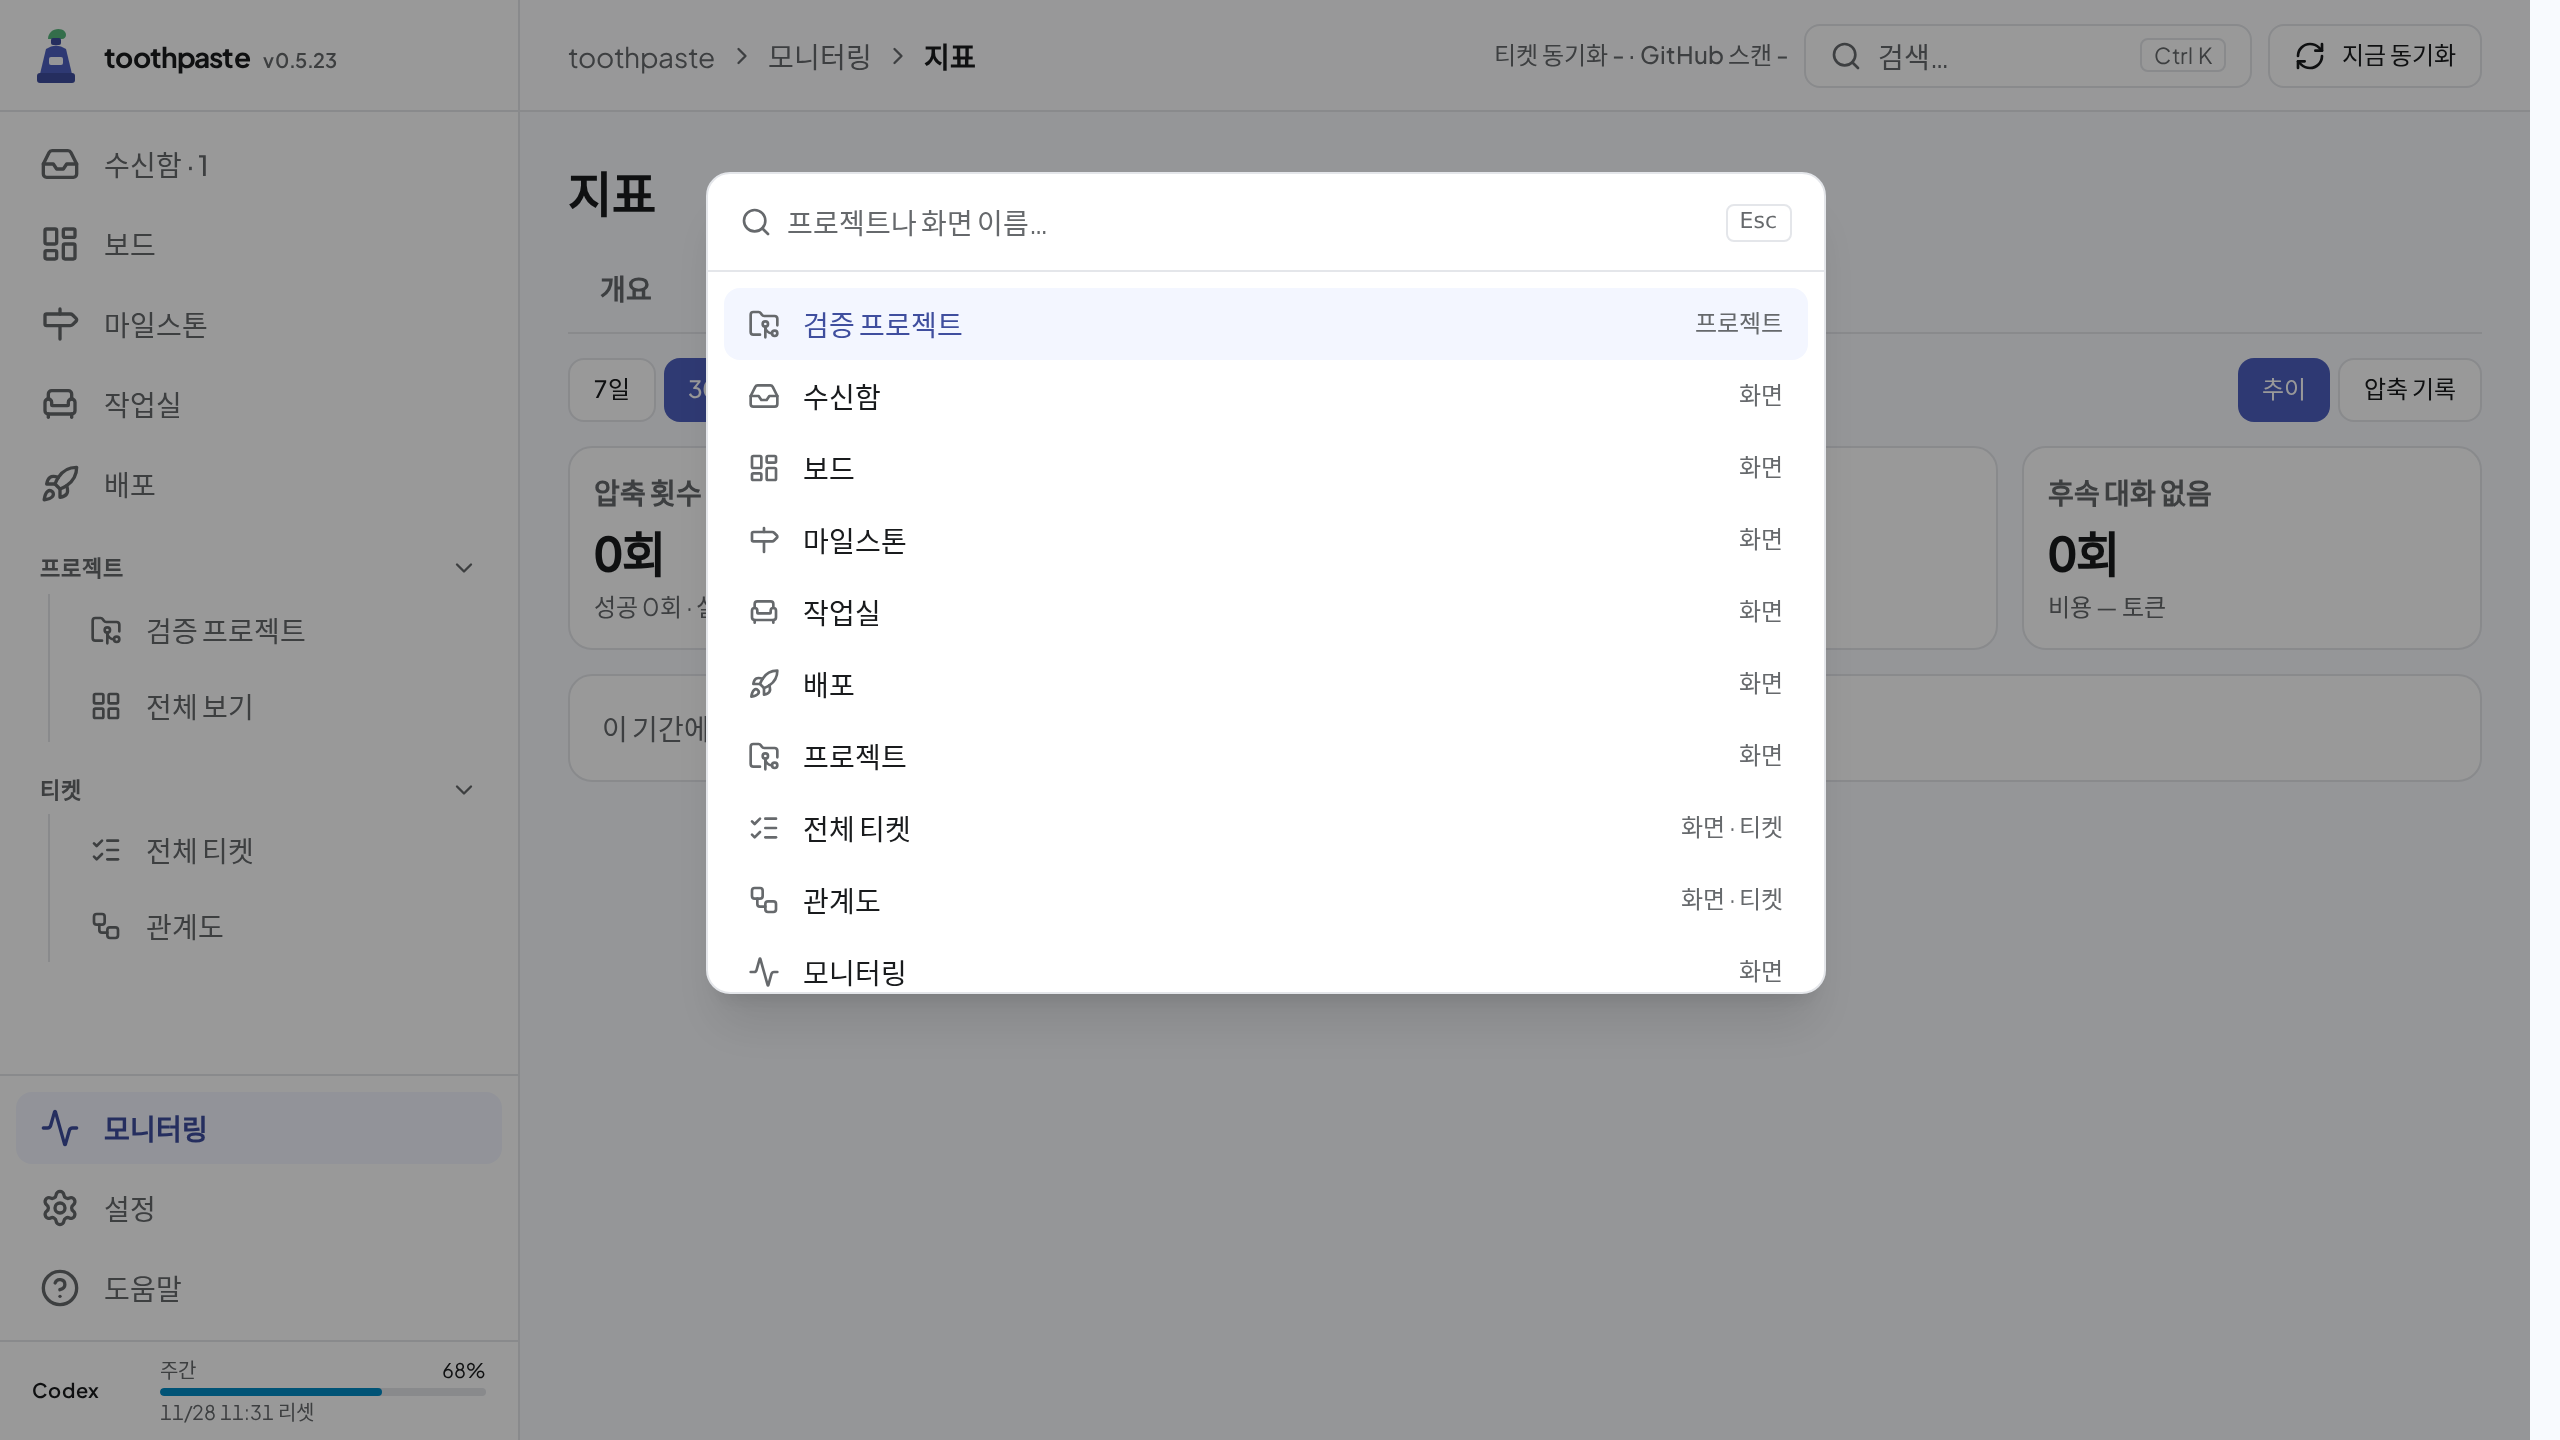 toothpaste v0.5.23
수신함 · 1
보드
마일스톤
작업실
배포
프로젝트
검증 프로젝트
전체 보기
티켓
전체 티켓
관계도
모니터링
설정
도움말
Codex
주간 68%
11/28 11:31 리셋
toothpaste > 모니터링 > 지표
티켓 동기화 - · GitHub 스캔 -
검색... Ctrl K
지금 동기화
지표
개요
7일
추이
압축 기록
압축 횟수
0회
성공 0회 ·
후속 대화 없음
0회
비용 — 토큰
이 기간에
프로젝트나 화면 이름... Esc
검증 프로젝트 프로젝트
수신함 화면
보드 화면
마일스톤 화면
작업실 화면
배포 화면
프로젝트 화면
전체 티켓 화면 · 티켓
관계도 화면 · 티켓
모니터링 화면